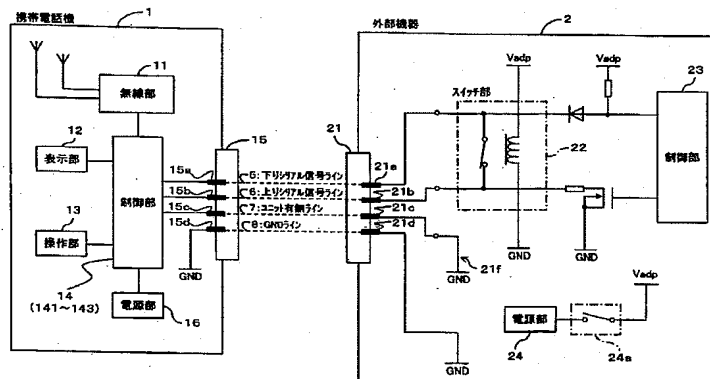 携帯電話機
1
外部機器
2
11
無線部
12
表示部
13
操作部
制御部
14
(141~143)
電源部
16
15
15a
15b
15c
15d
GND
5:下りシリアル信号ライン
6:上りシリアル信号ライン
7:ユニット有無ライン
8:GNDライン
21
21a
21b
21c
21d
21f
GND
GND
スイッチ部
Vadp
Vadp
22
GND
GND
23
制御部
Vadp
電源部
24
24a